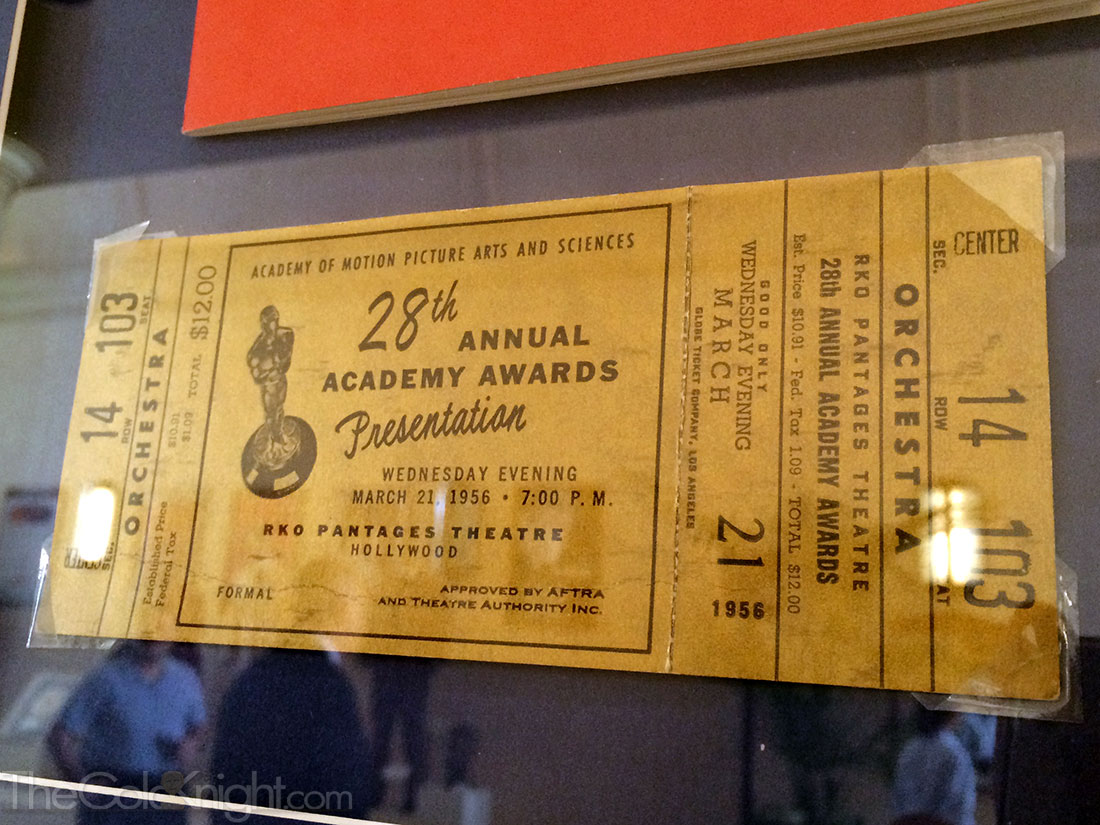 CENTER SEC.
14 ROW
103 SEAT
ORCHESTRA
Established Price $10.91
Federal Tax $1.09
TOTAL $12.00
ACADEMY OF MOTION PICTURE ARTS AND SCIENCES
28th ANNUAL
ACADEMY AWARDS
Presentation
WEDNESDAY EVENING
MARCH 21, 1956 • 7:00 P. M.
RKO PANTAGES THEATRE
HOLLYWOOD
FORMAL
APPROVED BY AFTRA
AND THEATRE AUTHORITY INC.
GLOBE TICKET COMPANY, LOS ANGELES
GOOD ONLY
WEDNESDAY EVENING
MARCH
21
1956
Est. Price $10.91 - Fed. Tax 1.09 - TOTAL $12.00
28th ANNUAL ACADEMY AWARDS
RKO PANTAGES THEATRE
ORCHESTRA
SEC. CENTER
ROW 14
SEAT 103
TheGoldKnight.com